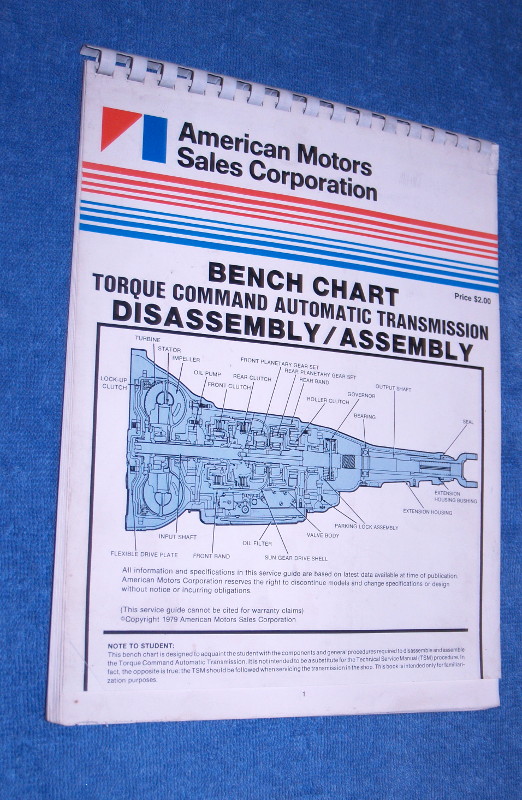 American Motors
Sales Corporation
BENCH CHART
Price $2.00
TORQUE COMMAND AUTOMATIC TRANSMISSION
DISASSEMBLY/ASSEMBLY
TURBINE
STATOR
IMPELLER
OIL PUMP
FRONT CLUTCH
REAR CLUTCH
FRONT PLANETARY GEAR SET
REAR PLANETARY GEAR SET
REAR BAND
ROLLER CLUTCH
GOVERNOR
BEARING
OUTPUT SHAFT
SEAL
LOCK-UP
CLUTCH
EXTENSION
HOUSING BUSHING
EXTENSION HOUSING
PARKING LOCK ASSEMBLY
VALVE BODY
INPUT SHAFT
OIL FILTER
FLEXIBLE DRIVE PLATE
FRONT BAND
SUN GEAR DRIVE SHELL
All information and specifications in this service guide are based on latest data available at time of publication.
American Motors Corporation reserves the right to discontinue models and change specifications or design
without notice or incurring obligations.
(This service guide cannot be cited for warranty claims)
©Copyright 1979 American Motors Sales Corporation
NOTE TO STUDENT:
This bench chart is designed to acquaint the student with the components and general procedures required to disassemble and assemble
the Torque Command Automatic Transmission. It is not intended to be a substitute for the Technical Service Manual (TSM) procedure. In
fact, the opposite is true: the TSM should be followed when servicing the transmission in the shop. This book is intended only for familiari-
zation purposes.
1